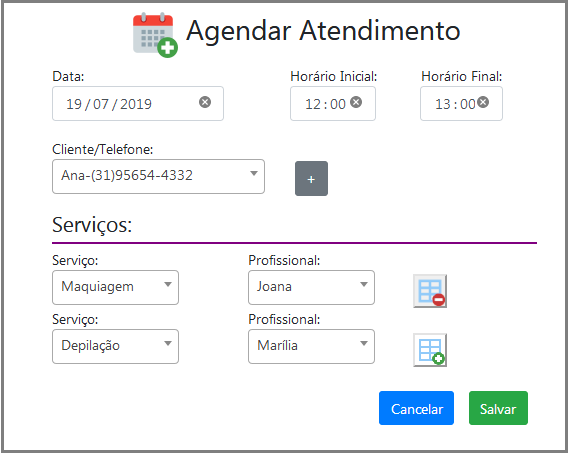 Agendar Atendimento
Data: Horário Inicial: Horário Final:
19 / 07 / 2019 12 : 00 13 : 00
Cliente/Telefone:
Ana-(31)95654-4332 +
Serviços:
Serviço: Profissional:
Maquiagem Joana
Serviço: Profissional:
Depilação Marília
Cancelar Salvar